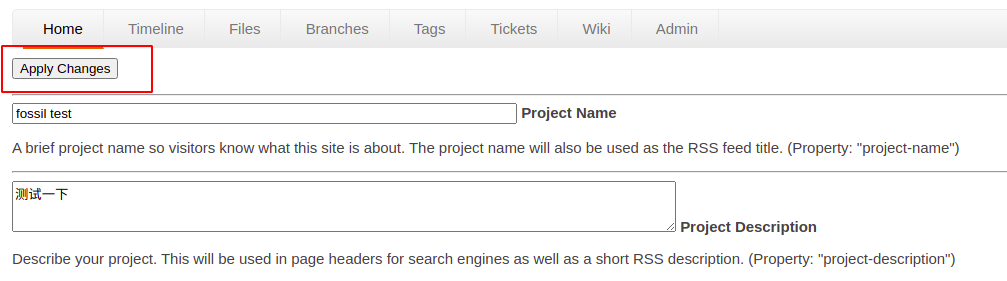 Home Timeline Files Branches Tags Tickets Wiki Admin
Apply Changes
fossil test Project Name
A brief project name so visitors know what this site is about. The project name will also be used as the RSS feed title. (Property: "project-name")
测试一下
Project Description
Describe your project. This will be used in page headers for search engines as well as a short RSS description. (Property: "project-description")